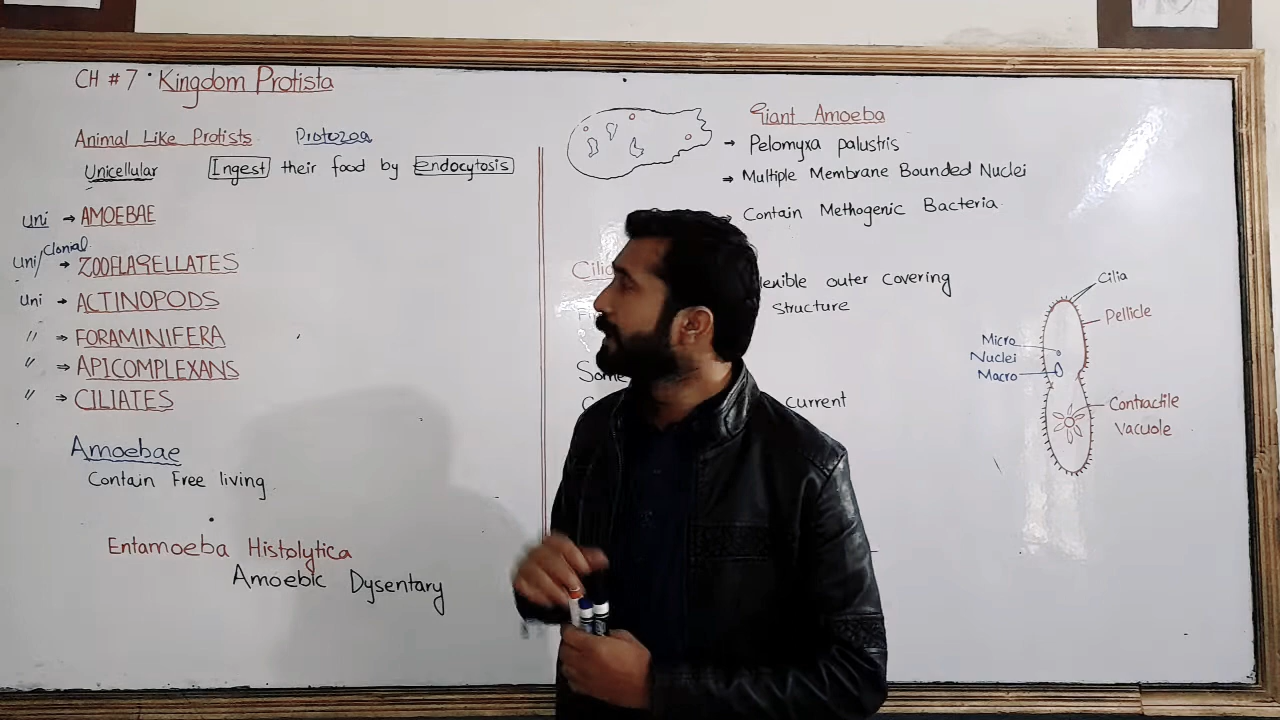 CH # 7 · Kingdom Protista
Animal Like Protists Protozoa
Unicellular Ingest their food by Endocytosis
Uni → AMOEBAE
Uni/Clonial → ZOOFLAGELLATES
Uni → ACTINOPODS
" → FORAMINIFERA
" → APICOMPLEXANS
" → CILIATES
Amoebae
Contain Free living
Entamoeba Histolytica
Amoebic Dysentary
Giant Amoeba
→ Pelomyxa palustris
→ Multiple Membrane Bounded Nuclei
→ Contain Methogenic Bacteria
outer covering
Structure
Some
current
Cilia
Pellicle
Micro
Nuclei
Macro
Contractile
Vacuole